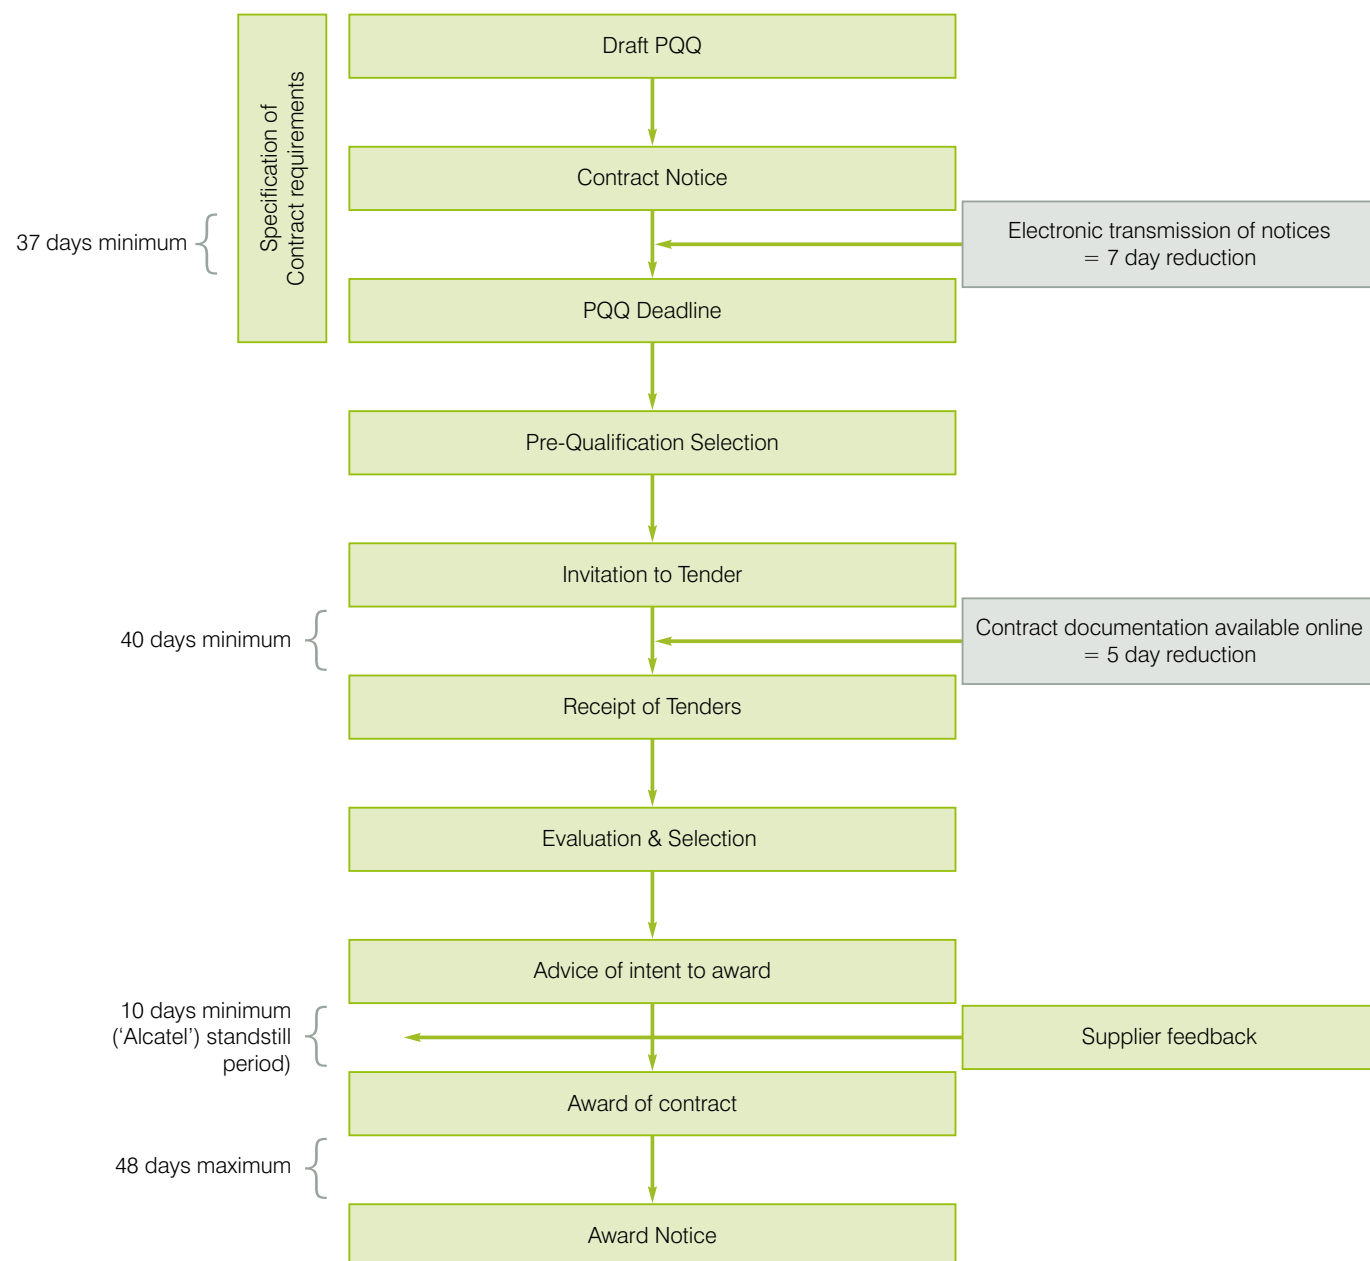 Draft PQQ
Specification of
Contract requirements
Contract Notice
37 days minimum
Electronic transmission of notices
= 7 day reduction
PQQ Deadline
Pre-Qualification Selection
Invitation to Tender
40 days minimum
Contract documentation available online
= 5 day reduction
Receipt of Tenders
Evaluation & Selection
Advice of intent to award
10 days minimum
(‘Alcatel’) standstill
period)
Supplier feedback
Award of contract
48 days maximum
Award Notice